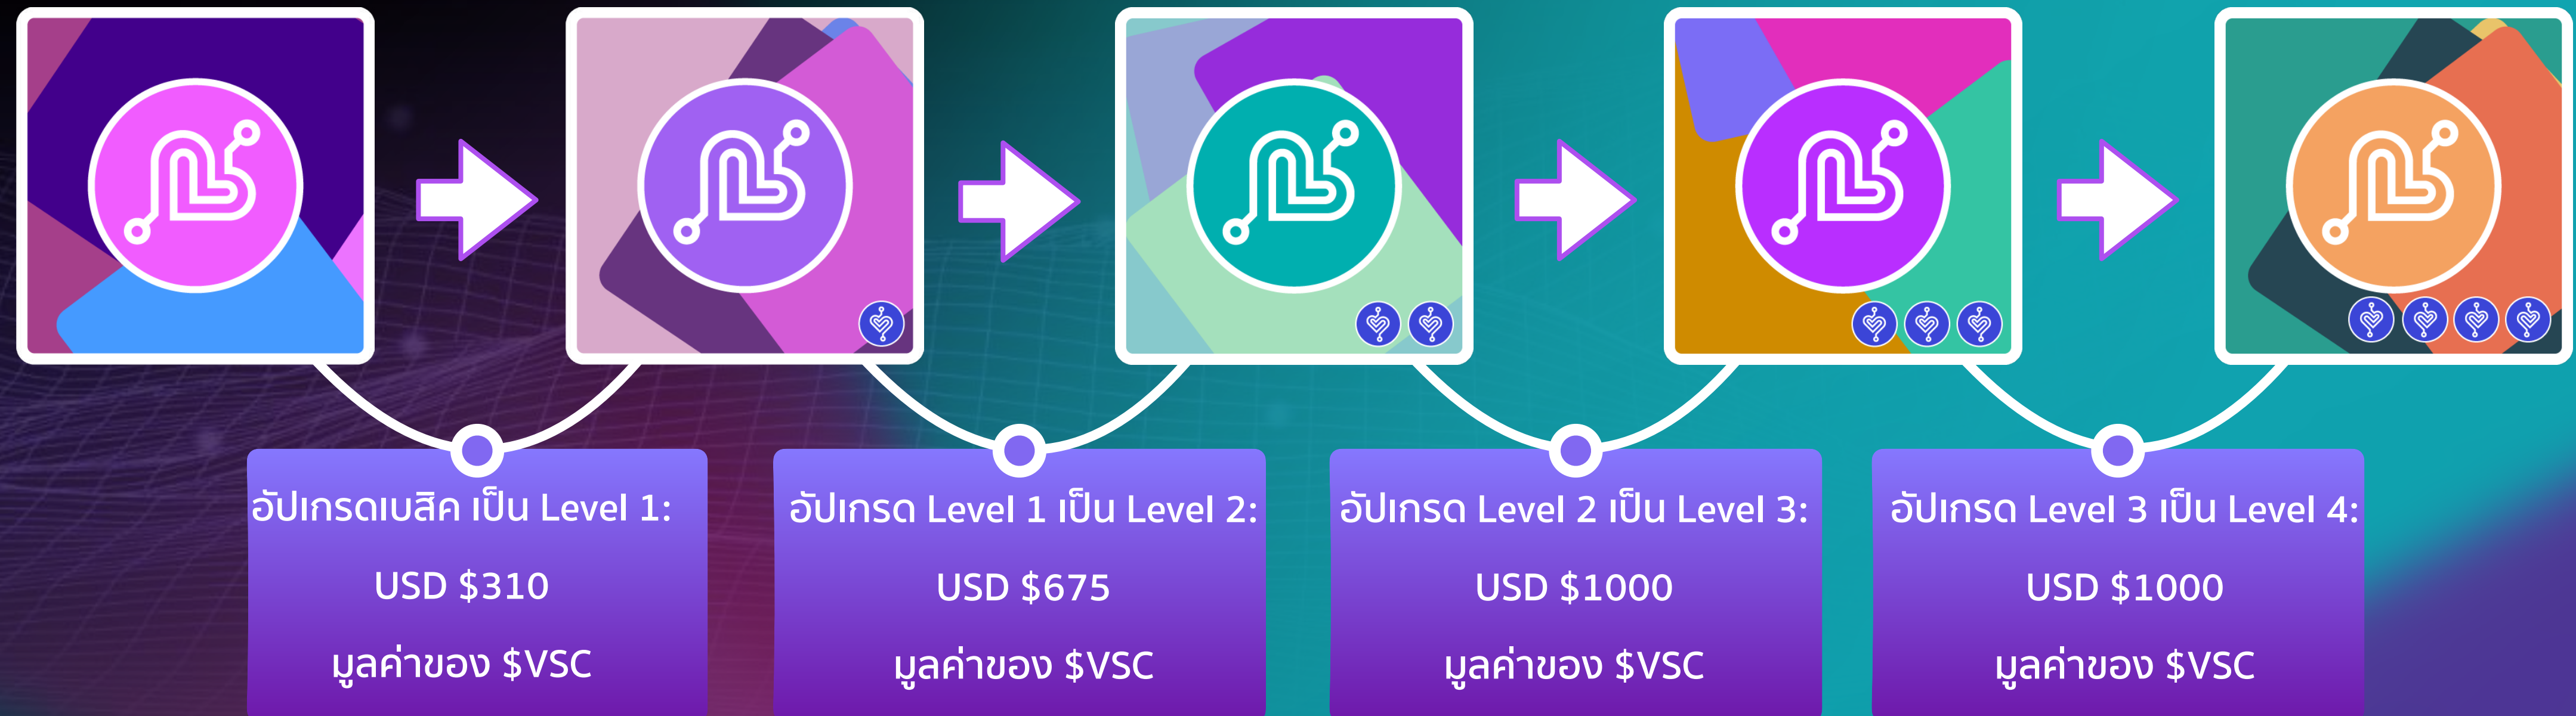 อัปเกรดเบสิค เป็น Level 1:
USD $310
มูลค่าของ $VSC
อัปเกรด Level 1 เป็น Level 2:
USD $675
มูลค่าของ $VSC
อัปเกรด Level 2 เป็น Level 3:
USD $1000
มูลค่าของ $VSC
อัปเกรด Level 3 เป็น Level 4:
USD $1000
มูลค่าของ $VSC